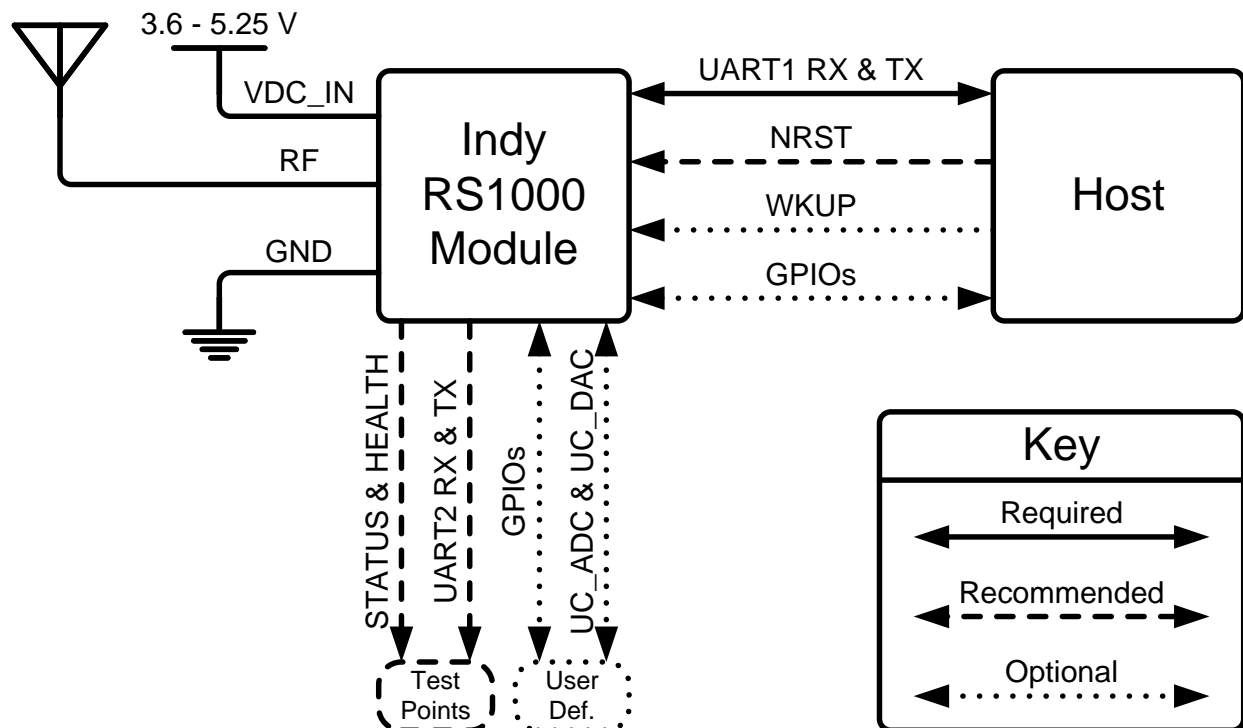 3.6 - 5.25 V
VDC_IN
RF
GND
Indy
RS1000
Module
UART1 RX & TX
NRST
WKUP
GPIOs
Host
STATUS & HEALTH
UART2 RX & TX
GPIOs
UC_ADC & UC_DAC
Test
Points
User
Def.
Key
Required
Recommended
Optional